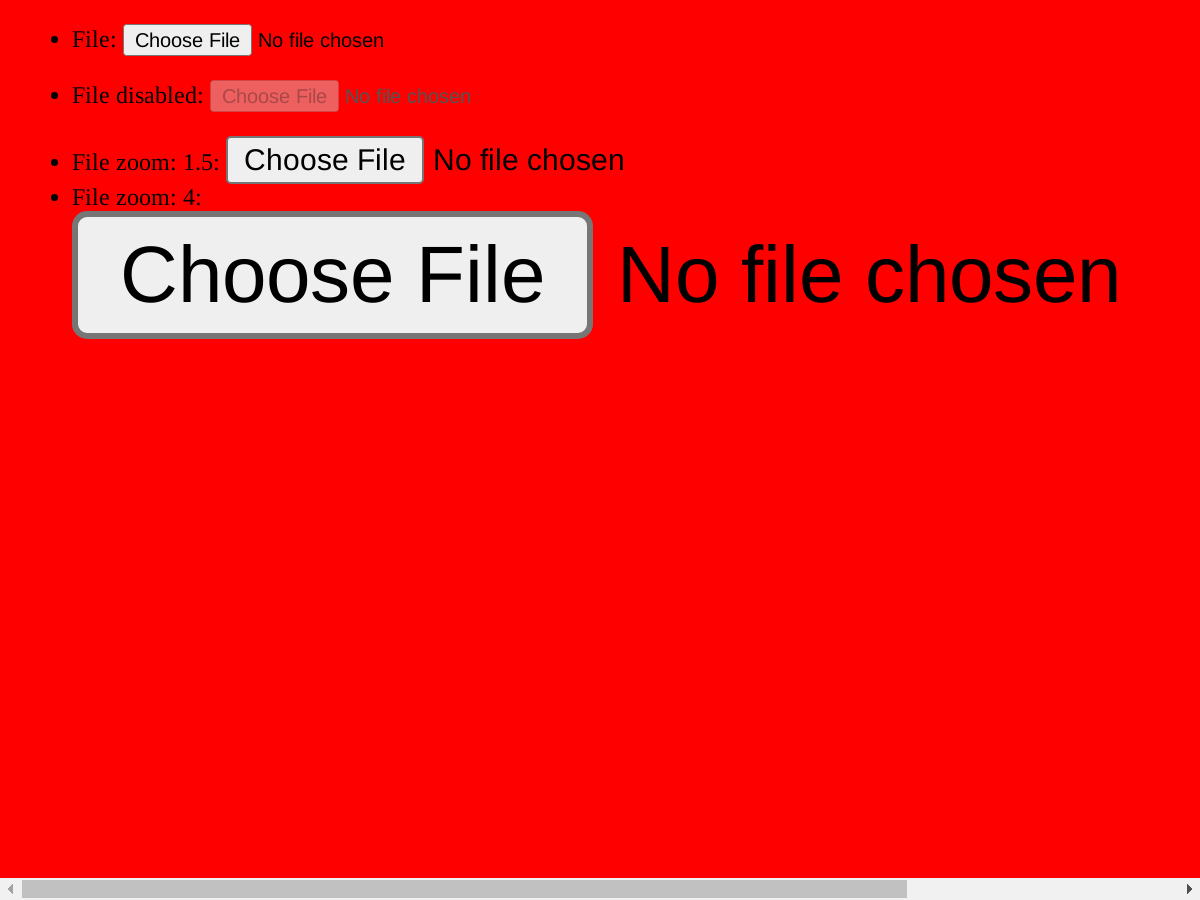 File: Choose File No file chosen
File disabled: Choose File No file chosen
File zoom: 1.5: Choose File No file chosen
File zoom: 4:
Choose File No file chosen